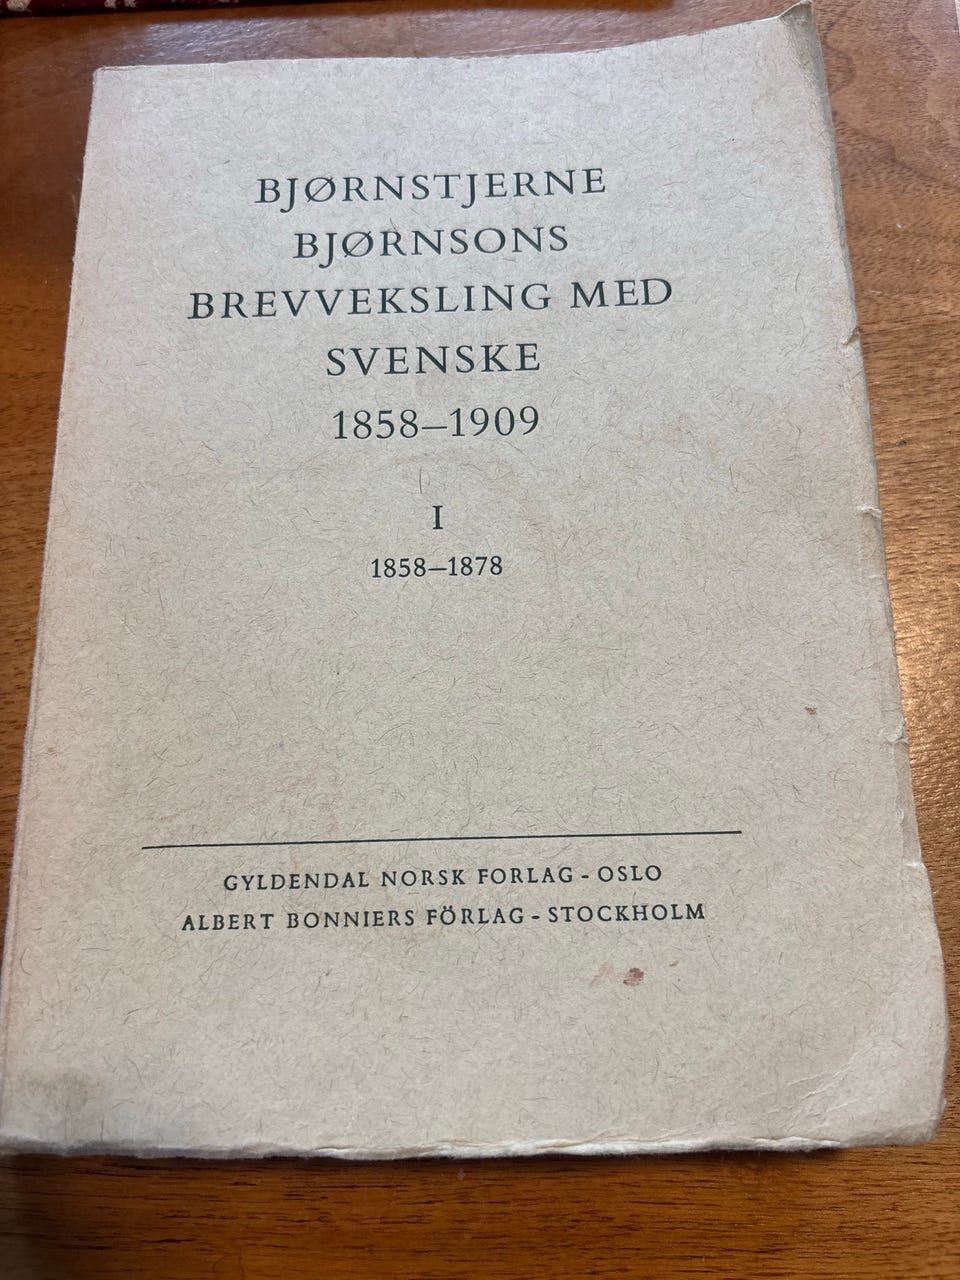 BJØRNSTJERNE
BJØRNSONS
BREVVEKSLING MED
SVENSKE
1858–1909
I
1858–1878
GYLDENDAL NORSK FORLAG - OSLO
ALBERT BONNIERS FÖRLAG - STOCKHOLM